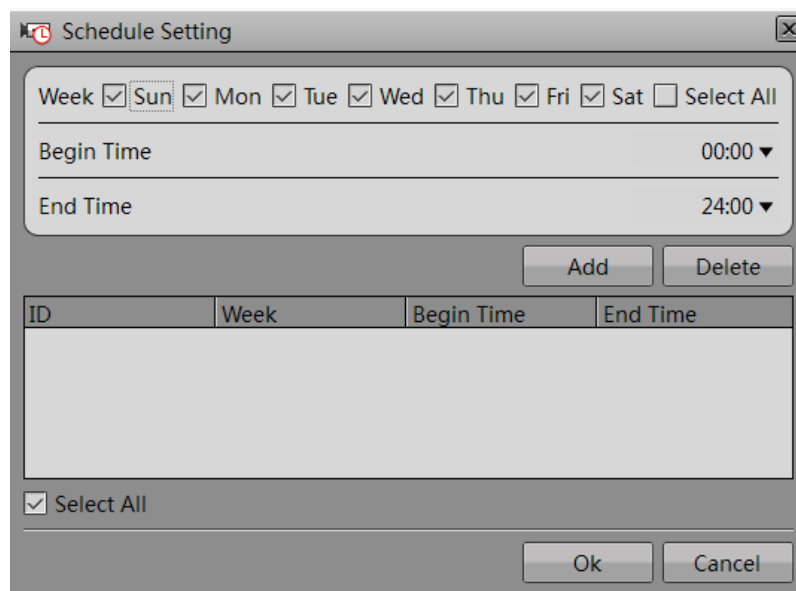 Schedule Setting
Week Sun Mon Tue Wed Thu Fri Sat Select All
Begin Time 00:00
End Time 24:00
Add Delete
ID Week Begin Time End Time
Select All
Ok Cancel